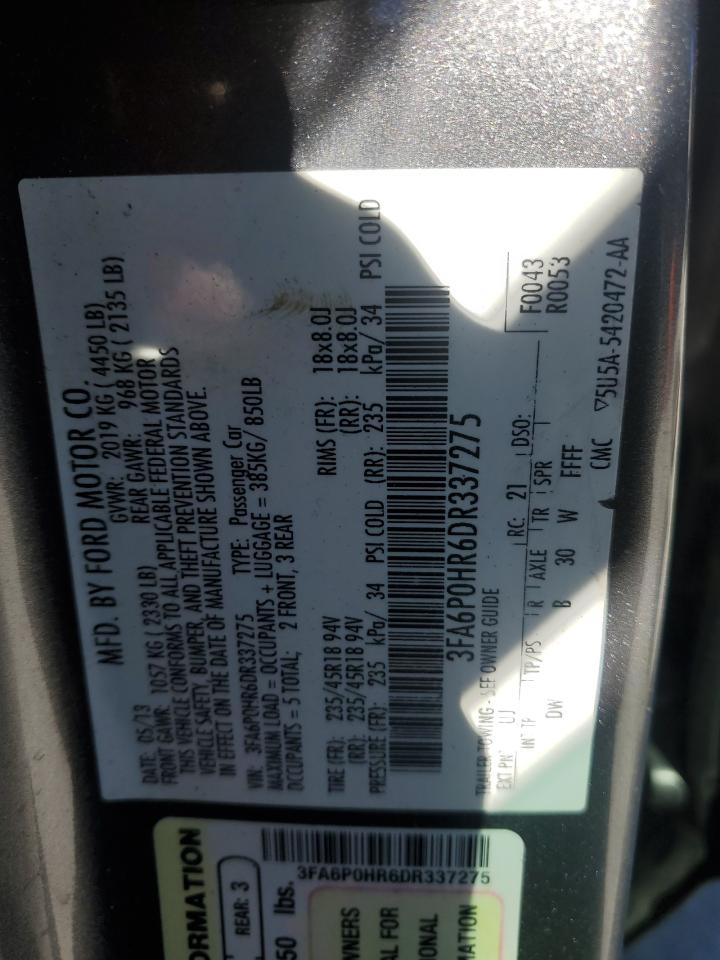 MFD. BY FORD MOTOR CO.
DATE: 05/13 GVWR: 2019 KG ( 4450 LB)
FRONT GAWR: 1057 KG ( 2330 LB) REAR GAWR: 968 KG ( 2135 LB)
THIS VEHICLE CONFORMS TO ALL APPLICABLE FEDERAL MOTOR
VEHICLE SAFETY, BUMPER, AND THEFT PREVENTION STANDARDS
IN EFFECT ON THE DATE OF MANUFACTURE SHOWN ABOVE.
VIN: 3FA6P0HR6DR337275 TYPE: Passenger Car
MAXIMUM LOAD = OCCUPANTS + LUGGAGE = 385KG/ 850LB
OCCUPANTS = 5 TOTAL; 2 FRONT, 3 REAR
TIRE (FR): 235/45R18 94V RIMS (FR): 18x8.0J
(RR): 235/45R18 94V (RR): 18x8.0J
PRESSURE (FR): 235 kPa/ 34 PSI COLD (RR): 235 kPa/ 34 PSI COLD
3FA6P0HR6DR337275
TRAILER TOWING - SEE OWNER GUIDE
F0043
R0053
EXT PNT: UJ RC: 21 DSO:
INT TR TP/PS R AXLE TR SPR
DW B 30 W FFFF
CMC ▽5U5A-5420472-AA
ORMATION
REAR: 3
50 lbs.
3FA6P0HR6DR337275
WNERS
AL FOR
ONAL
MATION